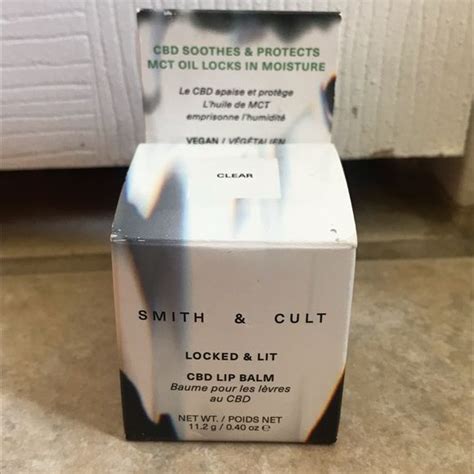 CBD SOOTHES & PROTECTS
MCT OIL LOCKS IN MOISTURE
Le CBD apaise et protège
L'huile de MCT
emprisonne l'humidité
VEGAN / VÉGÉTALIEN
CLEAR
SMITH & CULT
LOCKED & LIT
CBD LIP BALM
Baume pour les lèvres
au CBD
NET WT. / POIDS NET
11.2 g / 0.40 oz e